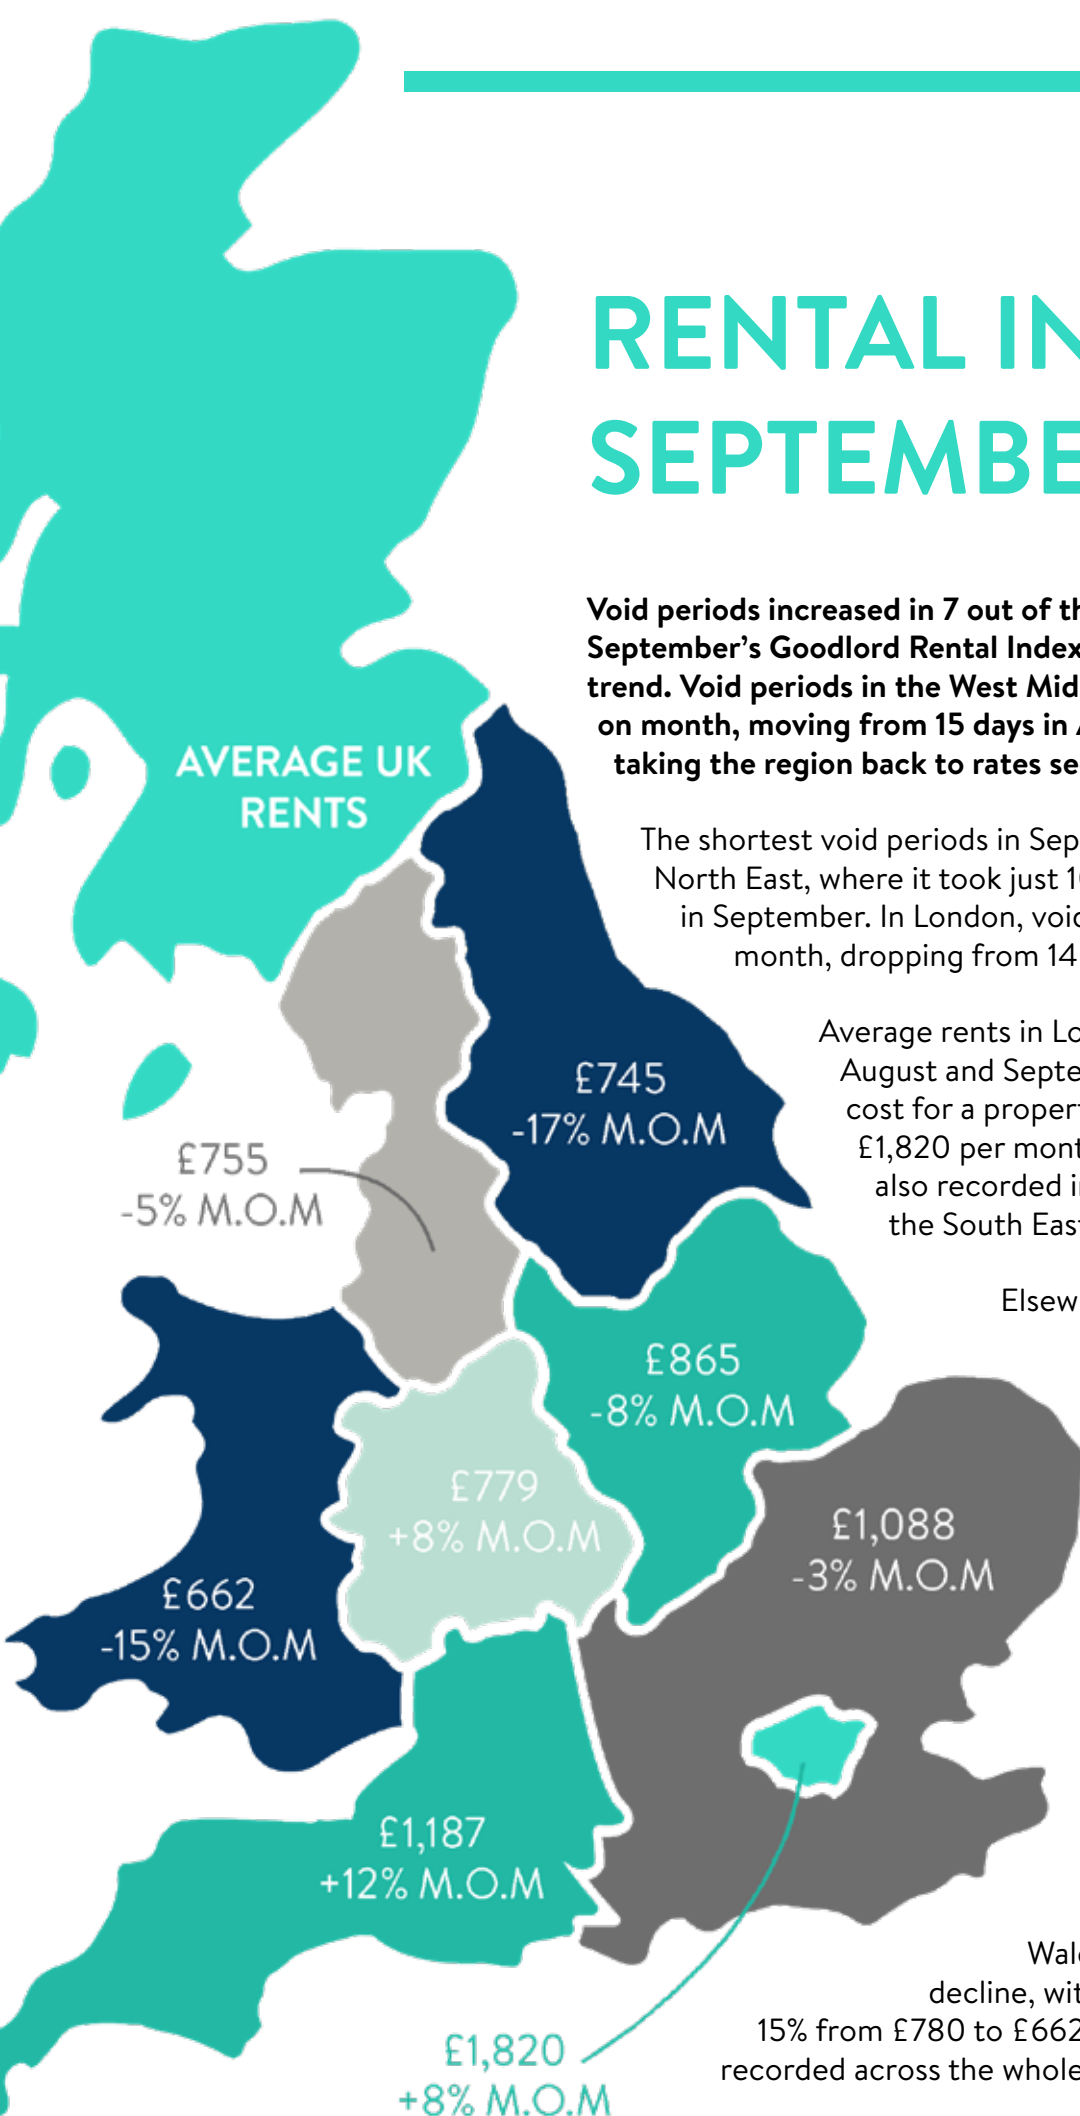 RENTAL IN
SEPTEMBE
Void periods increased in 7 out of th
September's Goodlord Rental Index
trend. Void periods in the West Mid
on month, moving from 15 days in A
taking the region back to rates se
The shortest void periods in Sep
North East, where it took just 10
in September. In London, void
month, dropping from 14
Average rents in Lo
August and Septe
cost for a propert
£1,820 per mont
also recorded i
the South East
Elsew
AVERAGE UK
RENTS
£745
-17% M.O.M
£755
-5% M.O.M
£865
-8% M.O.M
£779
+8% M.O.M
£1,088
-3% M.O.M
£662
-15% M.O.M
£1,187
+12% M.O.M
£1,820
+8% M.O.M
Wale
decline, wit
15% from £780 to £662
recorded across the whole